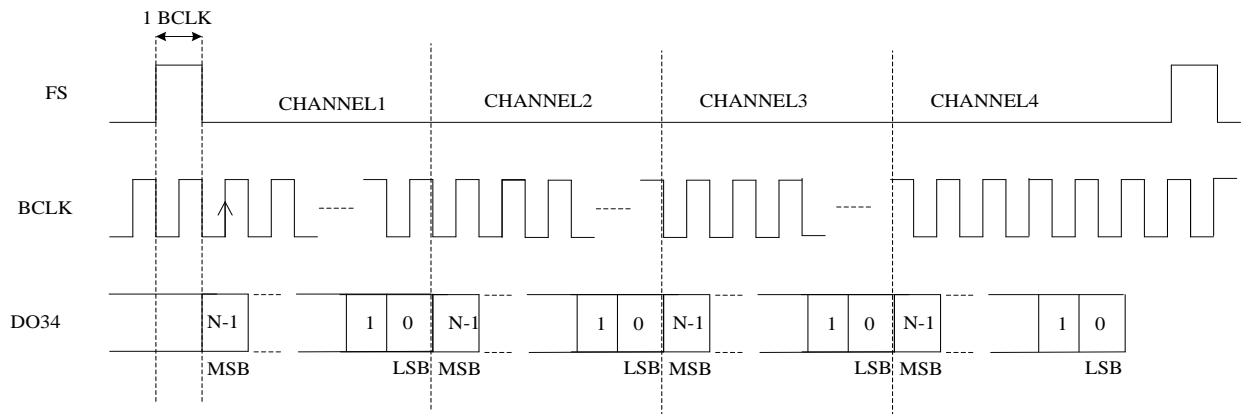 1 BCLK
FS
CHANNEL1 CHANNEL2 CHANNEL3 CHANNEL4
BCLK
DO34
N-1 1 0 N-1 1 0 N-1 1 0 N-1 1 0
MSB LSB MSB LSB MSB LSB MSB LSB